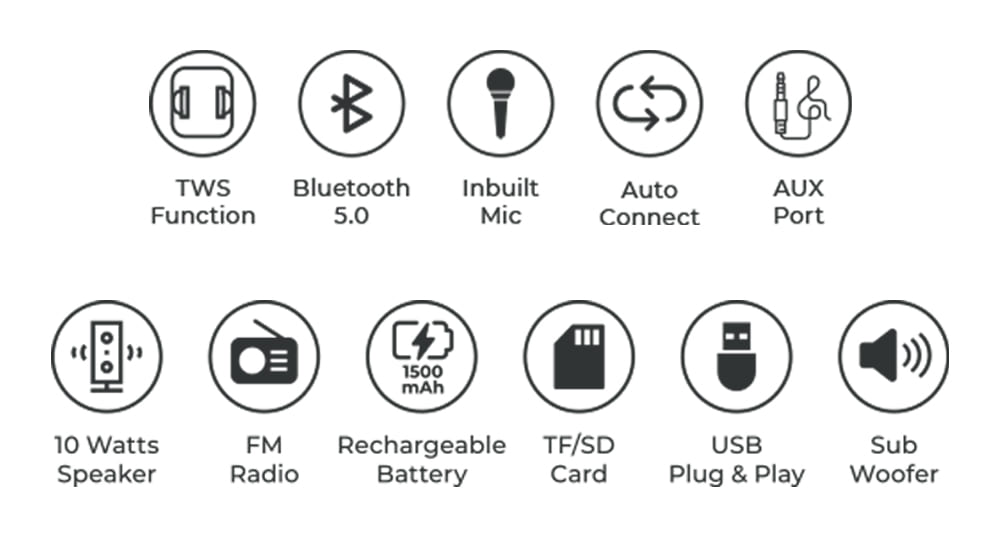 TWS
Function
Bluetooth
5.0
Inbuilt
Mic
Auto
Connect
AUX
Port
1500
mAh
10 Watts
Speaker
FM
Radio
Rechargeable
Battery
TF/SD
Card
USB
Plug & Play
Sub
Woofer